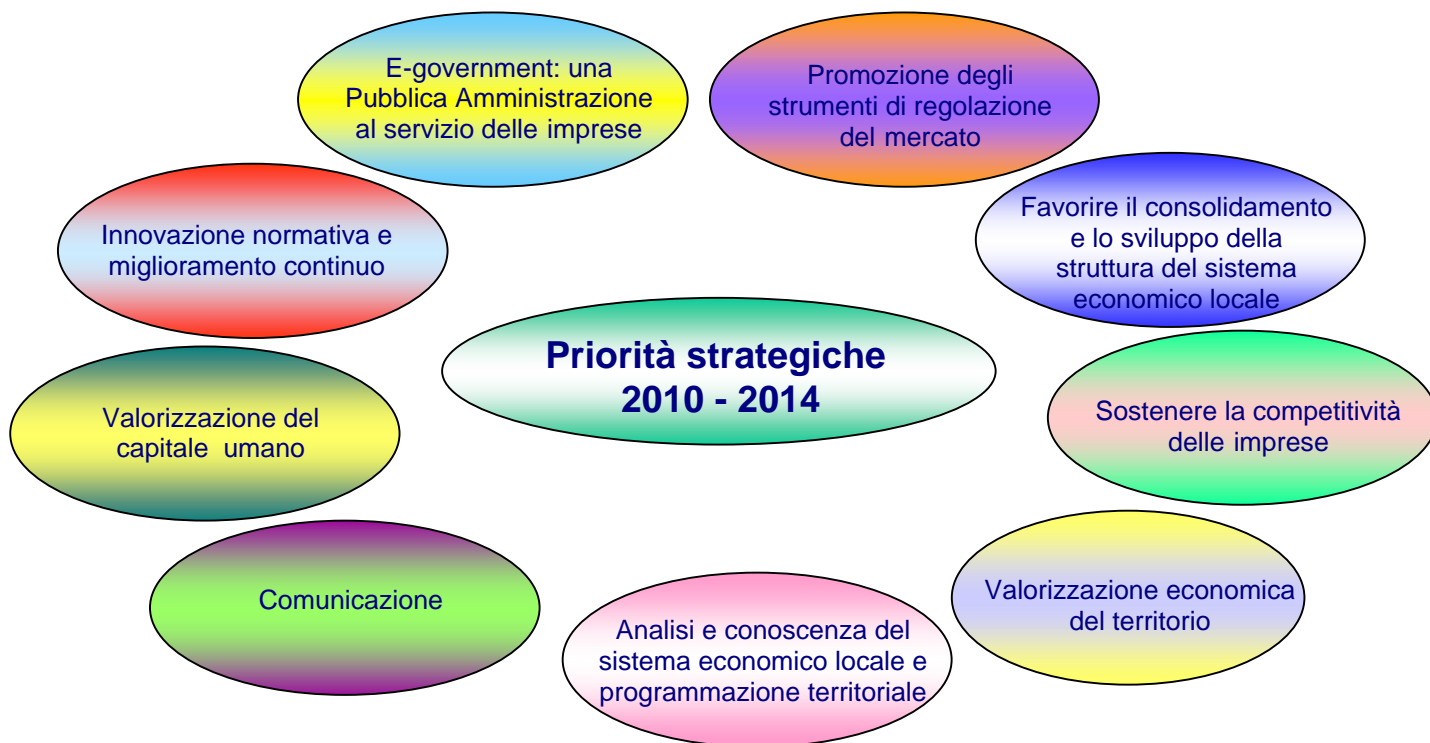 E-government: una
Pubblica Amministrazione
al servizio delle imprese
Promozione degli
strumenti di regolazione
del mercato
Innovazione normativa e
miglioramento continuo
Favorire il consolidamento
e lo sviluppo della
struttura del sistema
economico locale
Priorità strategiche
2010 - 2014
Valorizzazione del
capitale umano
Sostenere la competitività
delle imprese
Comunicazione
Valorizzazione economica
del territorio
Analisi e conoscenza del
sistema economico locale e
programmazione territoriale